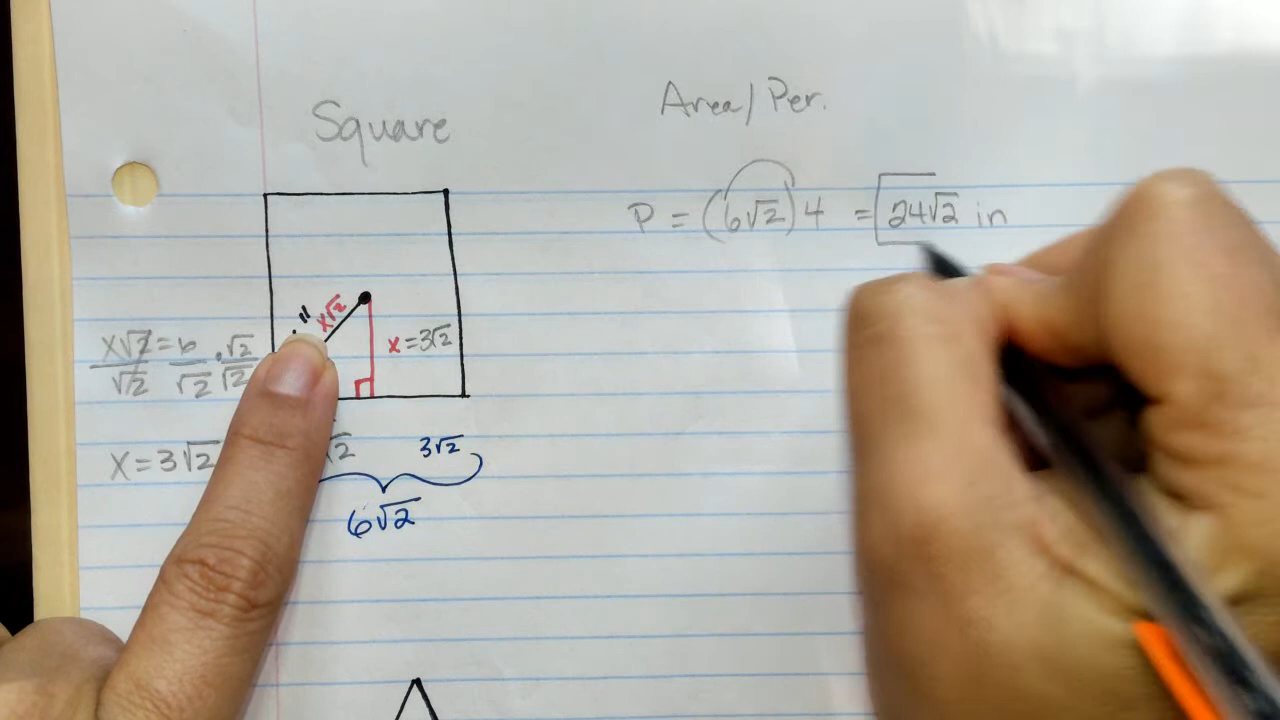 Square
Area/Per.
P = (6√2)4 = 24√2 in
"
x√2
x√2 = 6 · √2
√2 √2 √2
x = 3√2
X = 3√2
√2
3√2
6√2